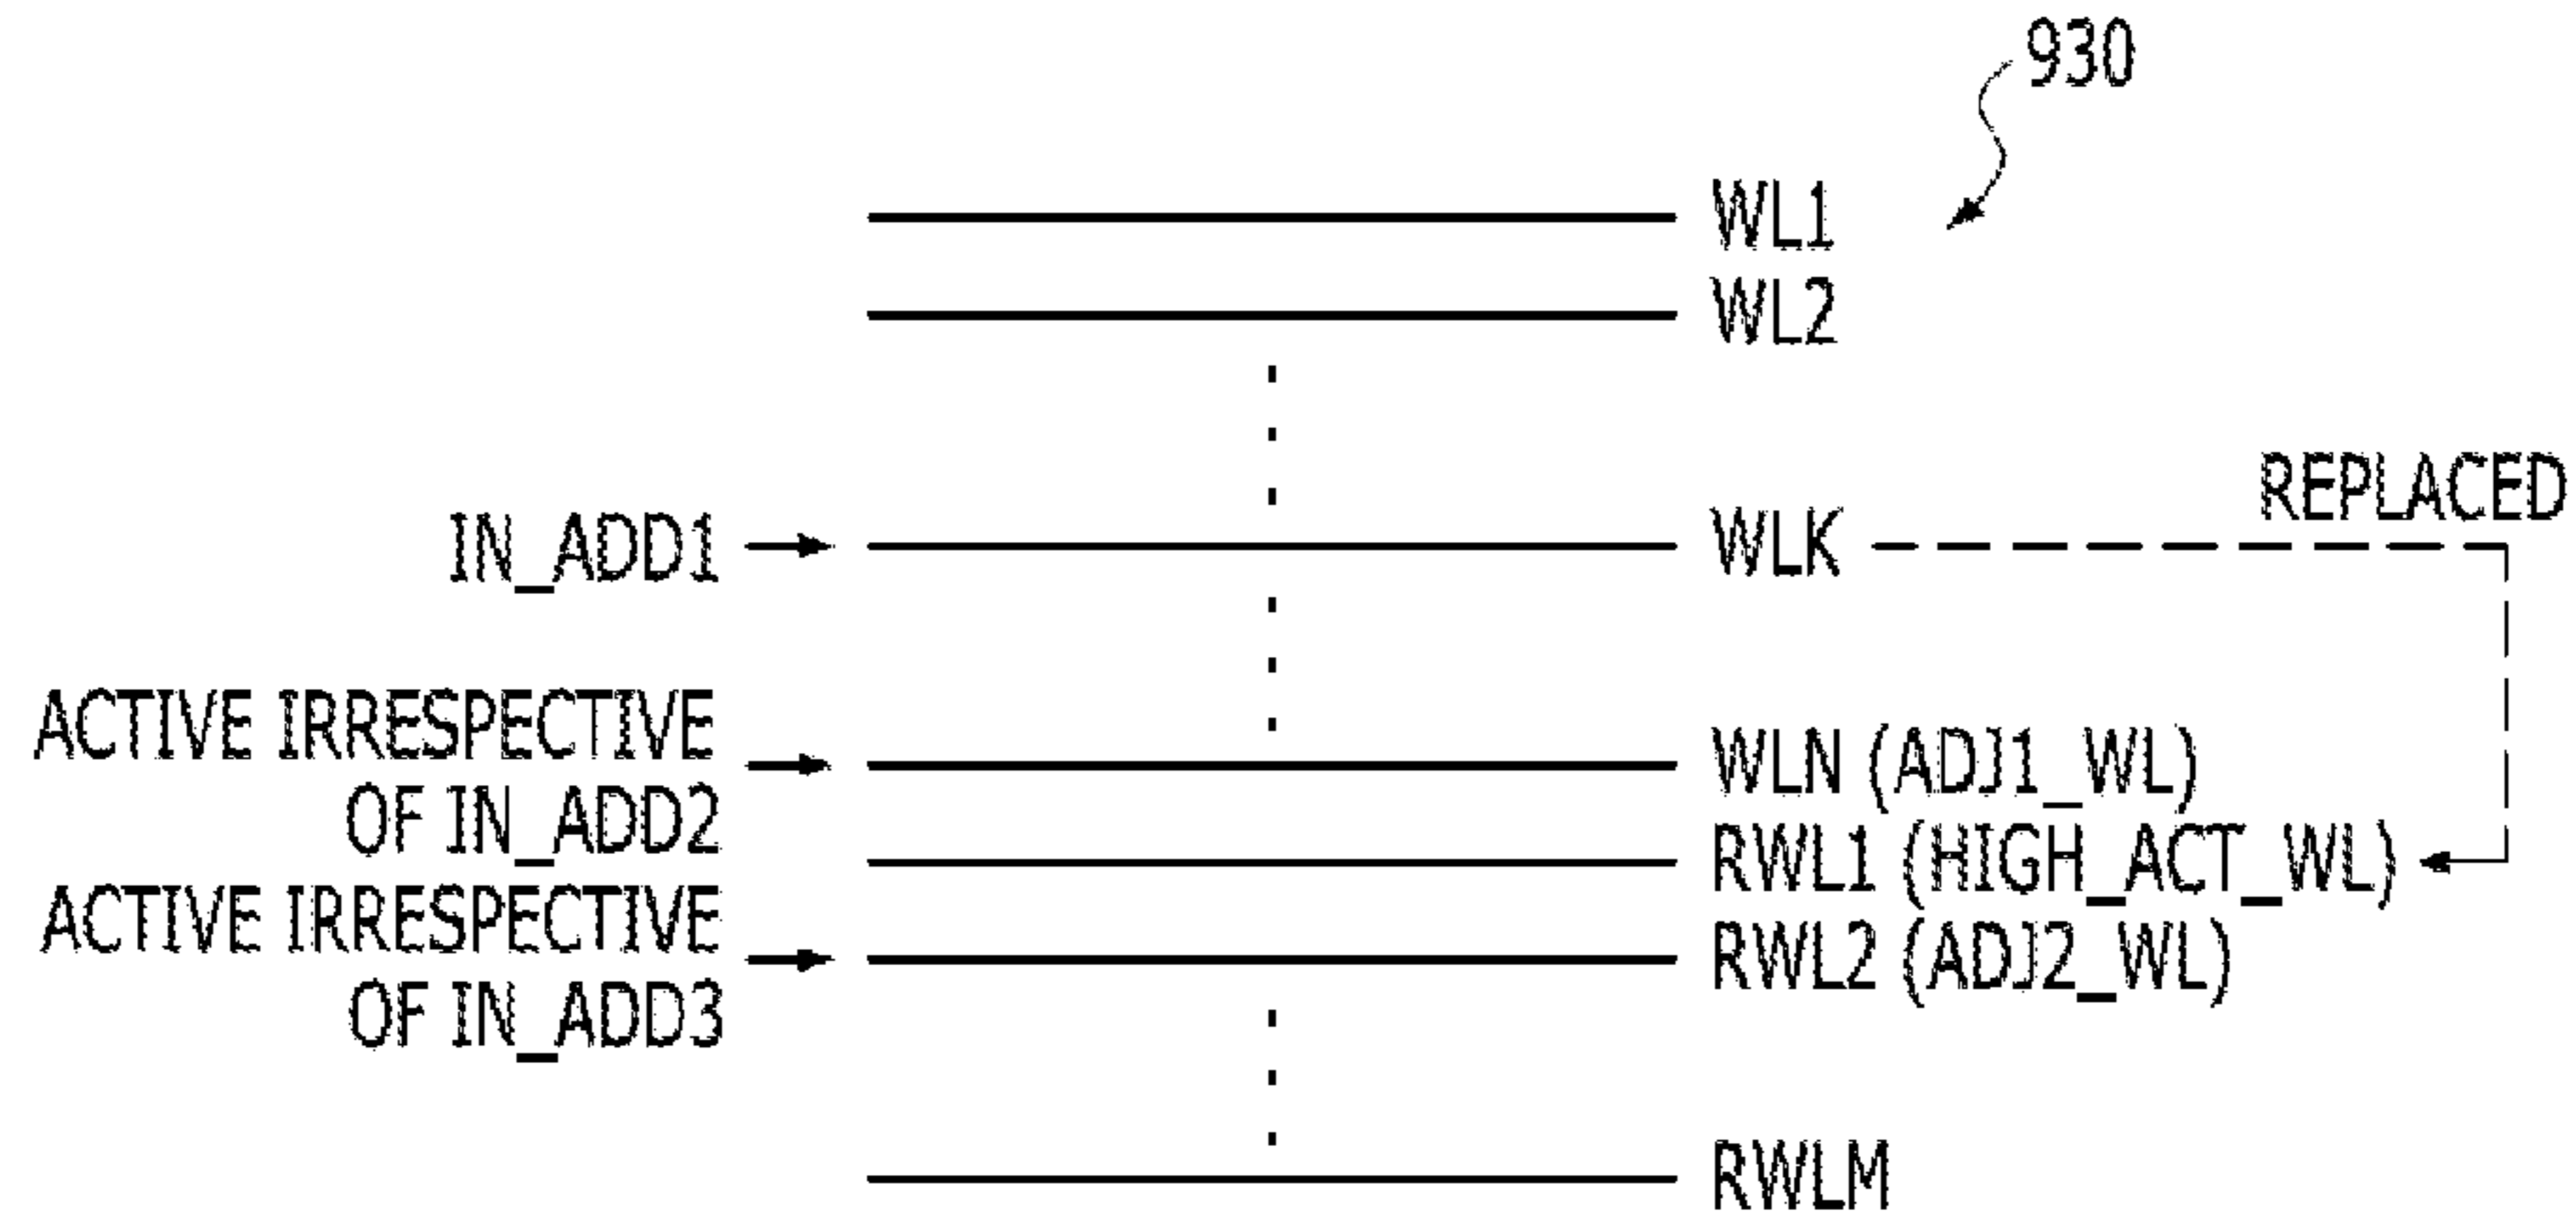 930
WL1
WL2
REPLACED
IN_ADD1
WLK
ACTIVE IRRESPECTIVE
OF IN_ADD2
WLN (ADJ1_WL)
RWL1 (HIGH_ACT_WL)
ACTIVE IRRESPECTIVE
OF IN_ADD3
RWL2 (ADJ2_WL)
RWLM